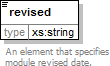 revised
type xs:string
An element that specifies
module revised date.